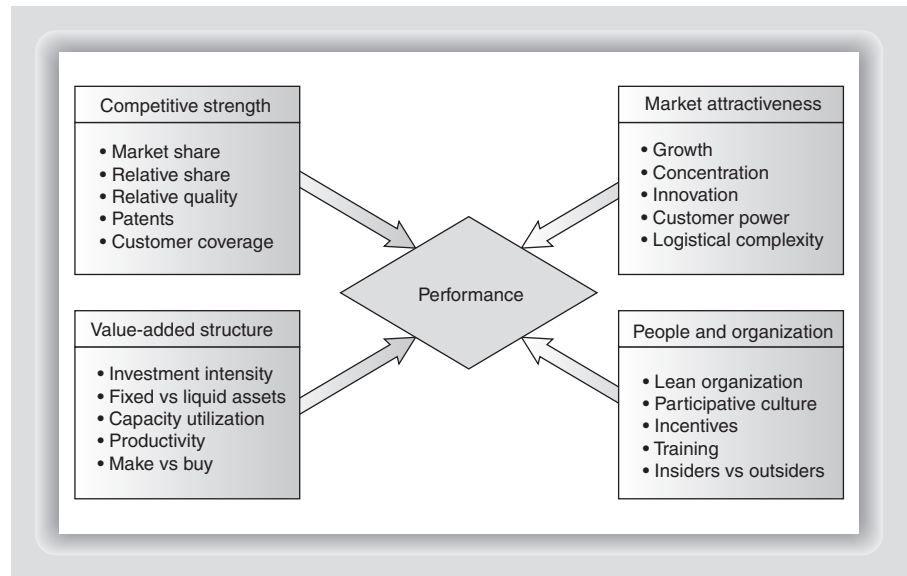 Competitive strength
• Market share
• Relative share
• Relative quality
• Patents
• Customer coverage
Market attractiveness
• Growth
• Concentration
• Innovation
• Customer power
• Logistical complexity
Performance
Value-added structure
• Investment intensity
• Fixed vs liquid assets
• Capacity utilization
• Productivity
• Make vs buy
People and organization
• Lean organization
• Participative culture
• Incentives
• Training
• Insiders vs outsiders